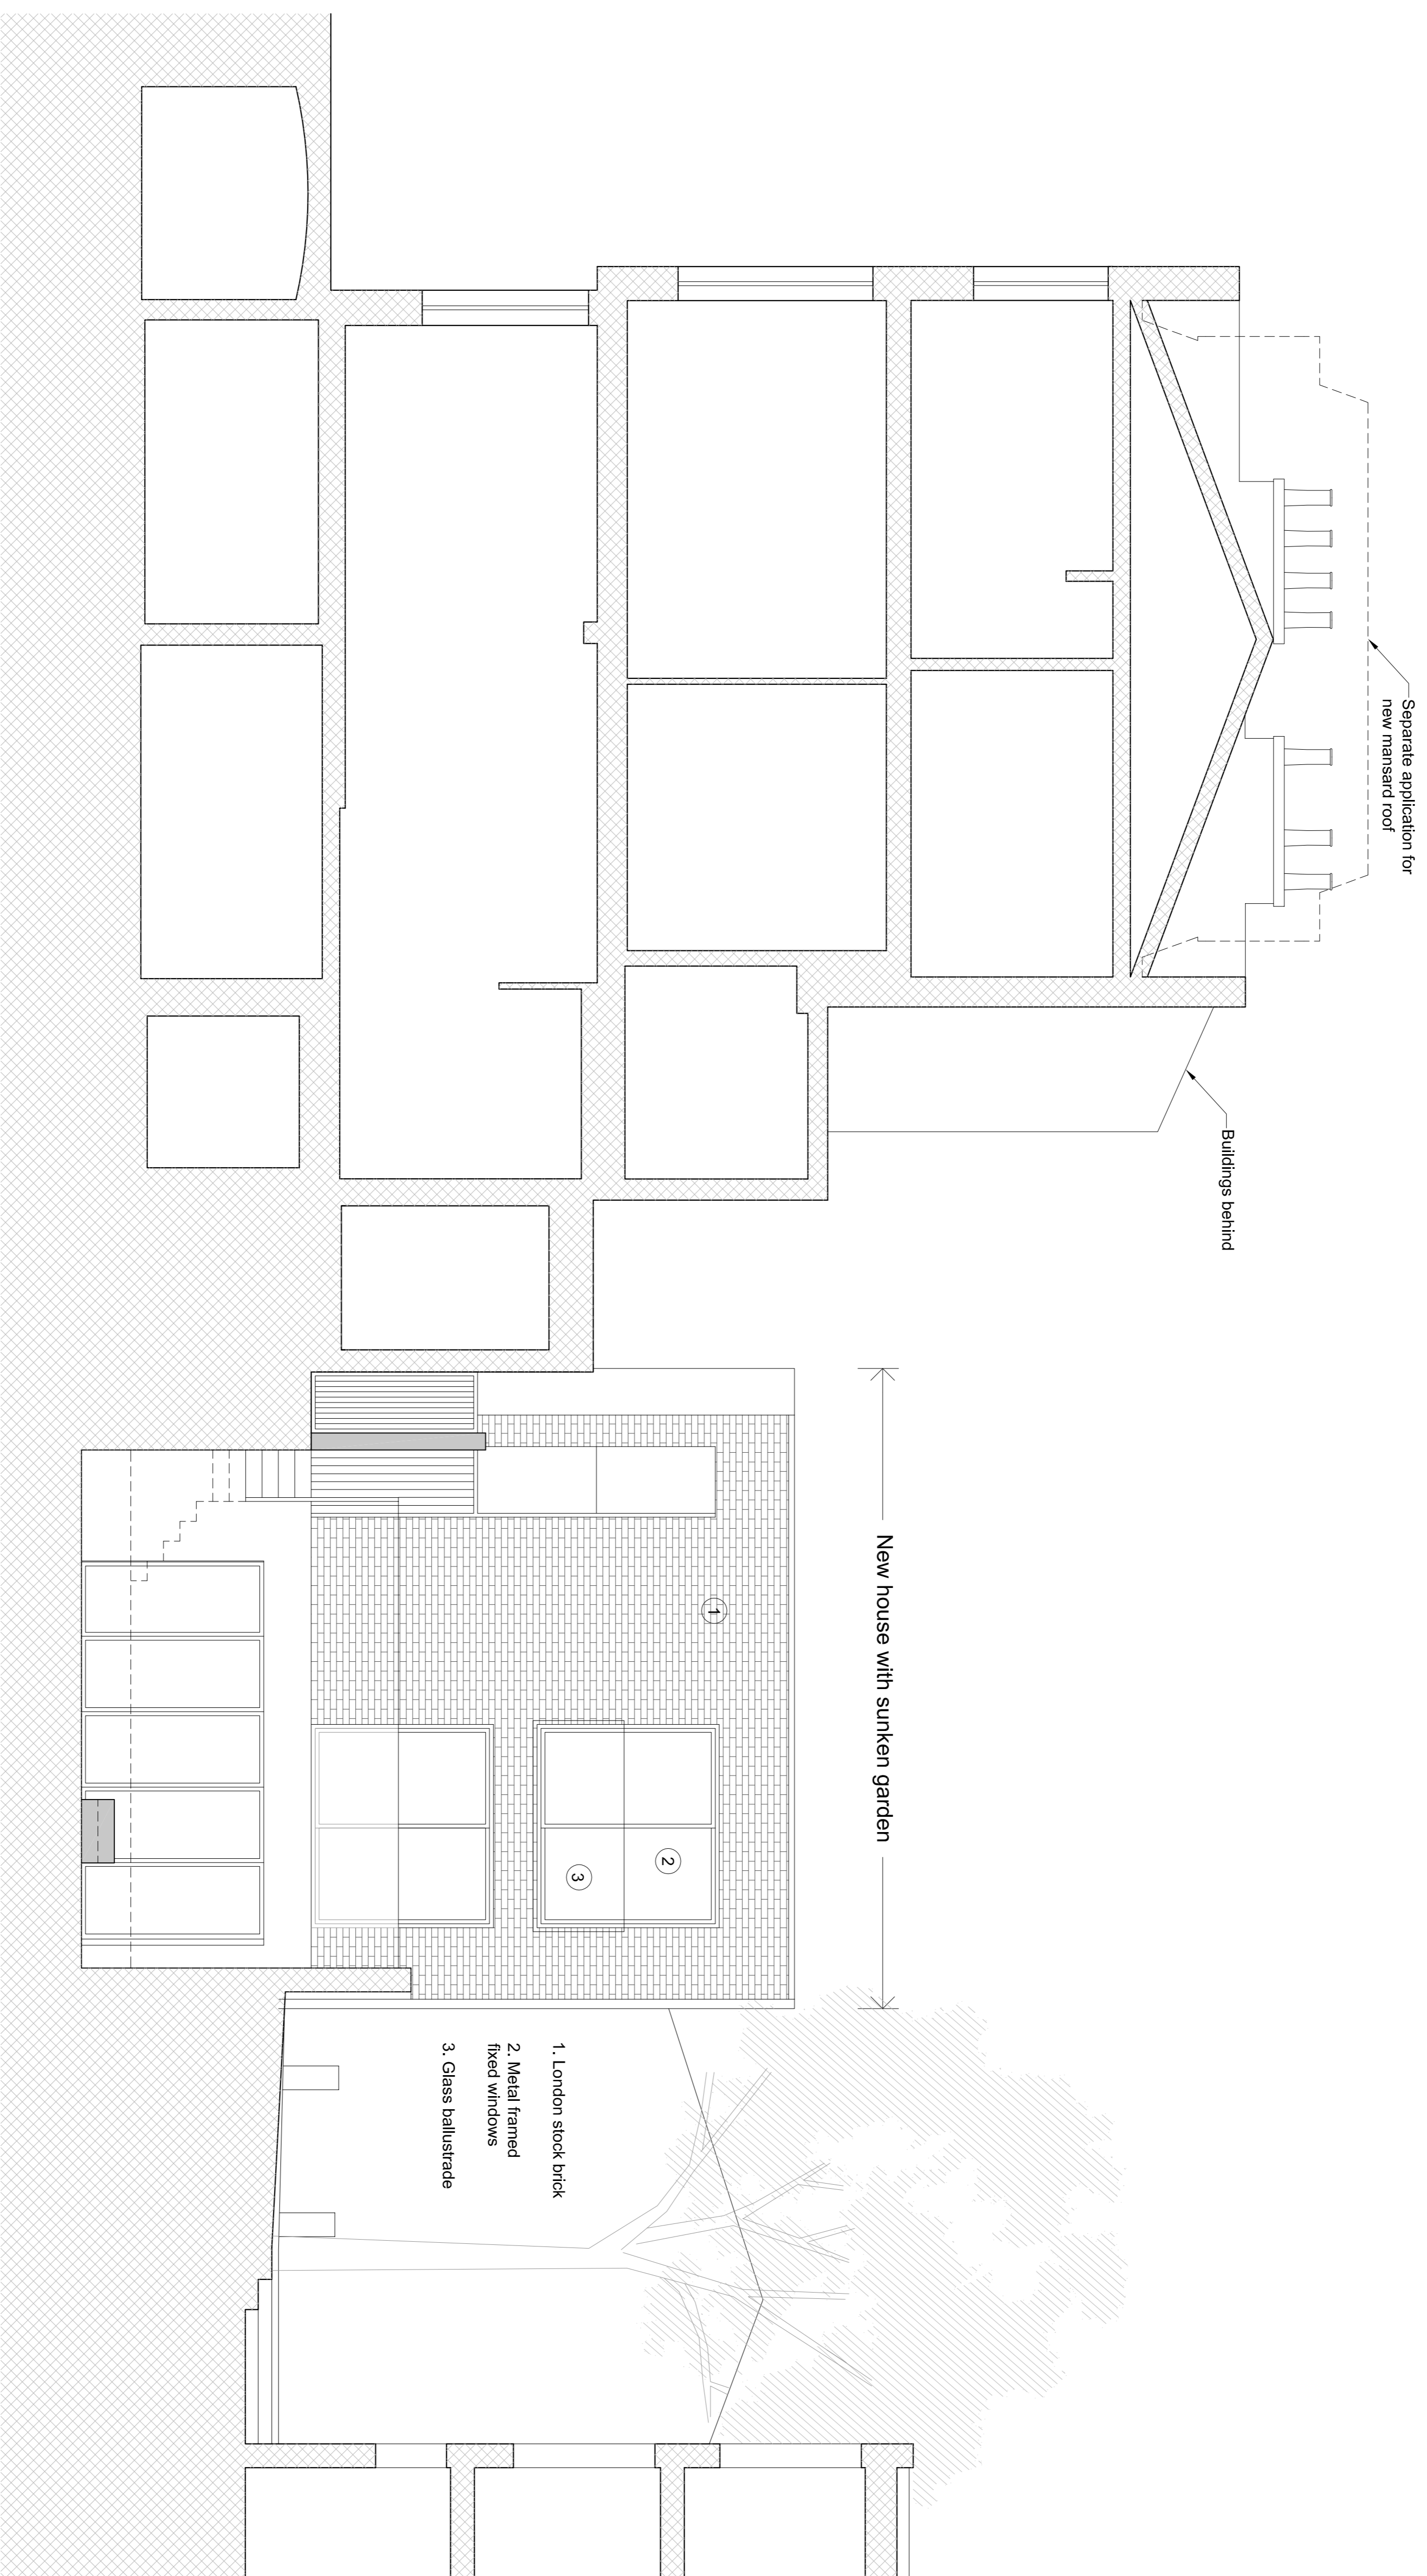 Separate application for
new mansard roof
Buildings behind
New house with sunken garden
1
2
3
1. London stock brick
2. Metal framed
fixed windows
3. Glass ballustrade